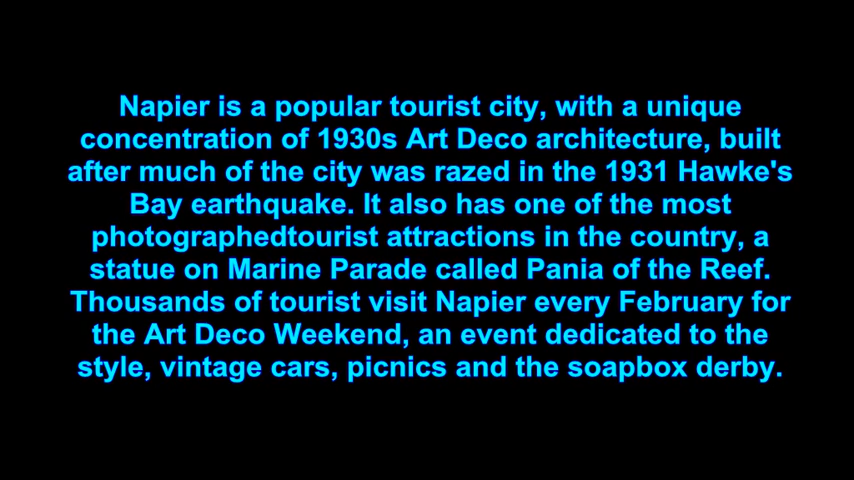 Napier is a popular tourist city, with a unique
concentration of 1930s Art Deco architecture, built
after much of the city was razed in the 1931 Hawke's
Bay earthquake. It also has one of the most
photographedtourist attractions in the country, a
statue on Marine Parade called Pania of the Reef.
Thousands of tourist visit Napier every February for
the Art Deco Weekend, an event dedicated to the
style, vintage cars, picnics and the soapbox derby.